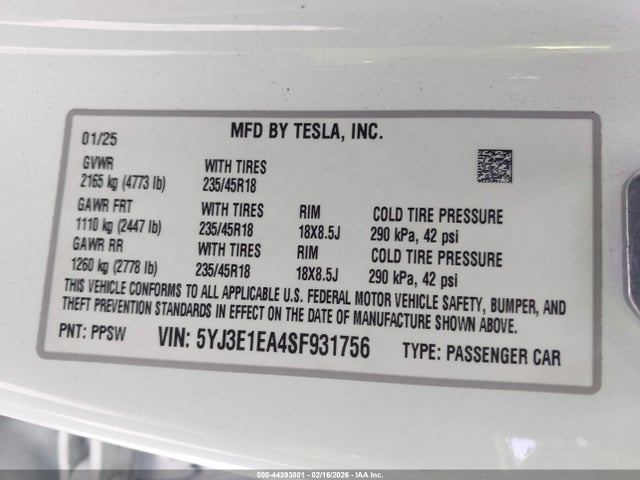 MFD BY TESLA, INC.
01/25
GVWR WITH TIRES
2165 kg (4773 lb) 235/45R18
GAWR FRT WITH TIRES RIM COLD TIRE PRESSURE
1110 kg (2447 lb) 235/45R18 18X8.5J 290 kPa, 42 psi
GAWR RR WITH TIRES RIM COLD TIRE PRESSURE
1260 kg (2778 lb) 235/45R18 18X8.5J 290 kPa, 42 psi
THIS VEHICLE CONFORMS TO ALL APPLICABLE U.S. FEDERAL MOTOR VEHICLE SAFETY, BUMPER, AND
THEFT PREVENTION STANDARDS IN EFFECT ON THE DATE OF MANUFACTURE SHOWN ABOVE.
PNT: PPSW VIN: 5YJ3E1EA4SF931756 TYPE: PASSENGER CAR
000-44393801 - 02/16/2026 - IAA Inc.